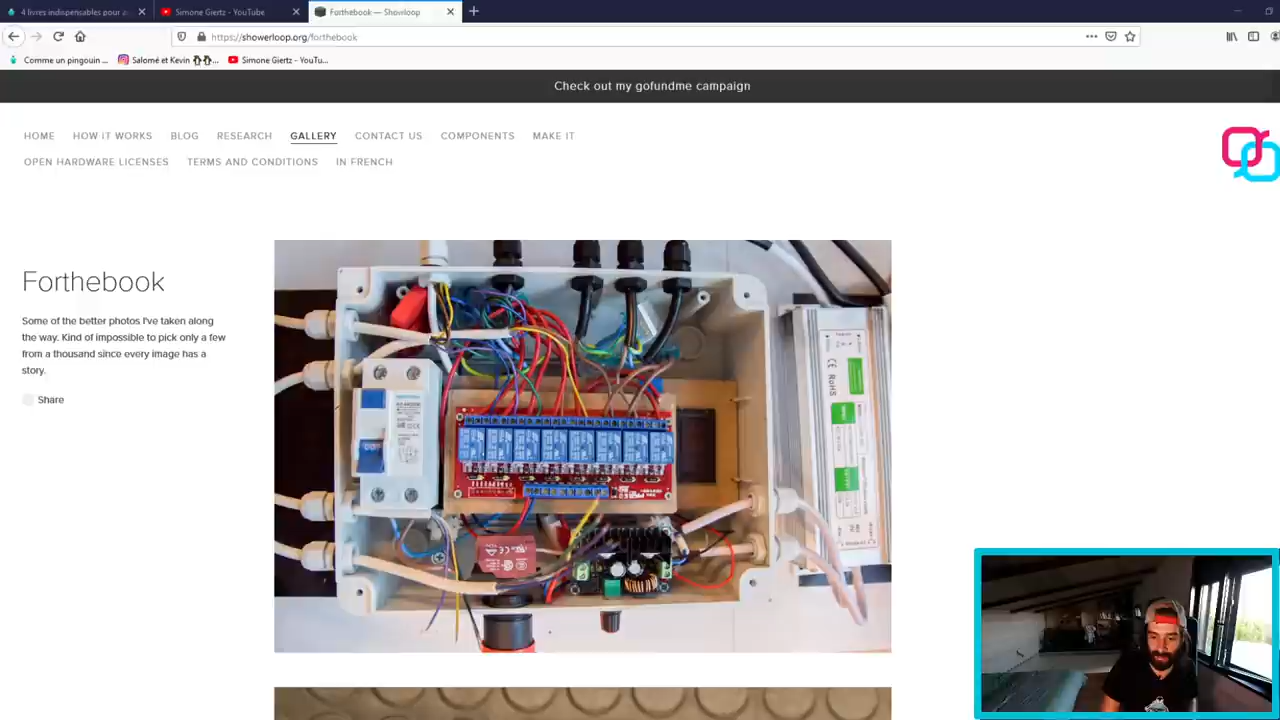 4 livres indispensables pour a
Simone Giertz - YouTube
Forthebook — Showloop
https://showerloop.org/forthebook
Comme un pingouin ...
Salomé et Kevin
Simone Giertz - YouTu...
Check out my gofundme campaign
HOME HOW IT WORKS BLOG RESEARCH GALLERY CONTACT US COMPONENTS MAKE IT
OPEN HARDWARE LICENSES TERMS AND CONDITIONS IN FRENCH
Forthebook
Some of the better photos I've taken along
the way. Kind of impossible to pick only a few
from a thousand since every image has a
story.
Share
CE RoHS